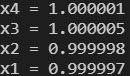 x4 = 1.000001
x3 = 1.000005
x2 = 0.999998
x1 = 0.999997